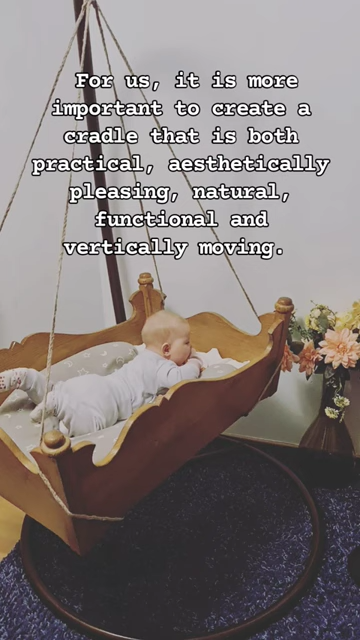 For us, it is more
important to create a
cradle that is both
practical, aesthetically
pleasing, natural,
functional and
vertically moving.